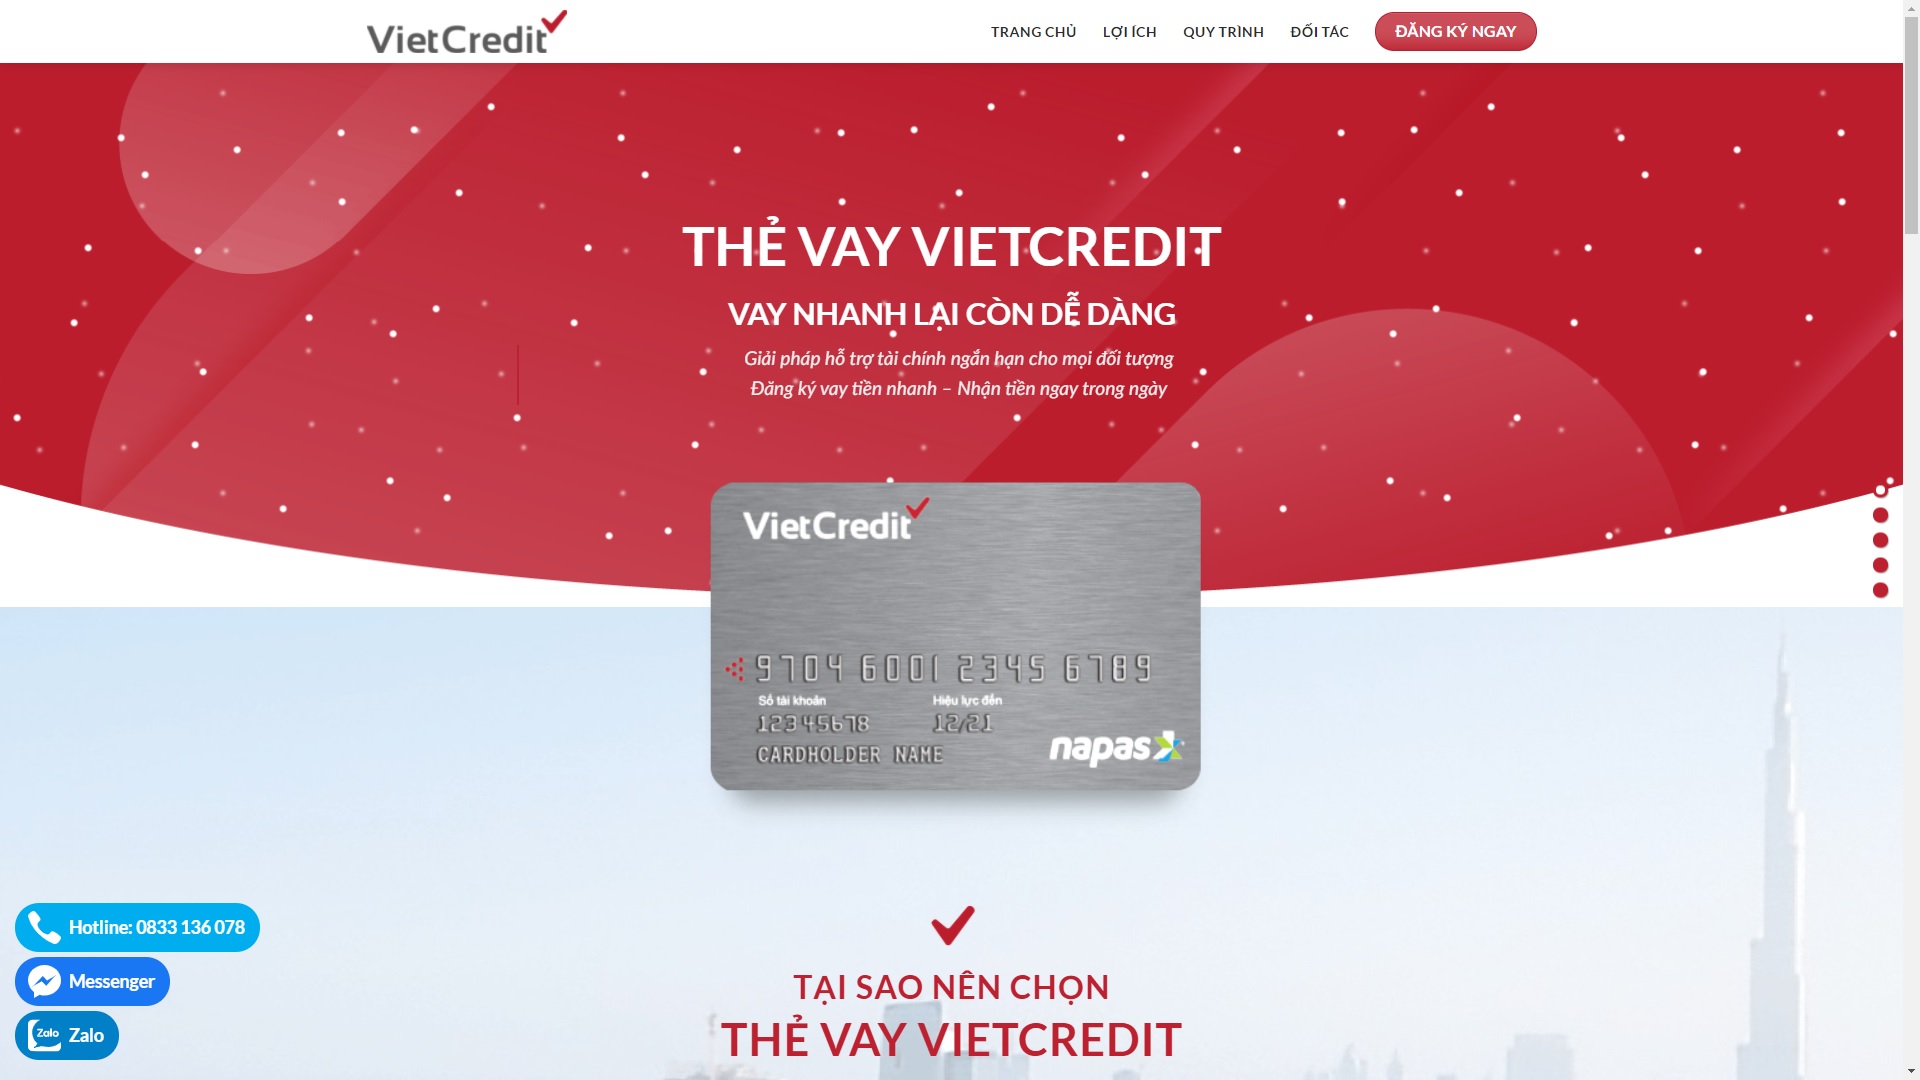 VietCredit
TRANG CHỦ
LỢI ÍCH
QUY TRÌNH
ĐỐI TÁC
ĐĂNG KÝ NGAY
THẺ VAY VIETCREDIT
VAY NHANH LẠI CÒN DỄ DÀNG
Giải pháp hỗ trợ tài chính ngắn hạn cho mọi đối tượng
Đăng ký vay tiền nhanh – Nhận tiền ngay trong ngày
VietCredit
9704 6001 2345 6789
Số tài khoản
Hiệu lực đến
12345678
12/21
CARDHOLDER NAME
napas
Hotline: 0833 136 078
Messenger
Zalo
Zalo
TẠI SAO NÊN CHỌN
THẺ VAY VIETCREDIT